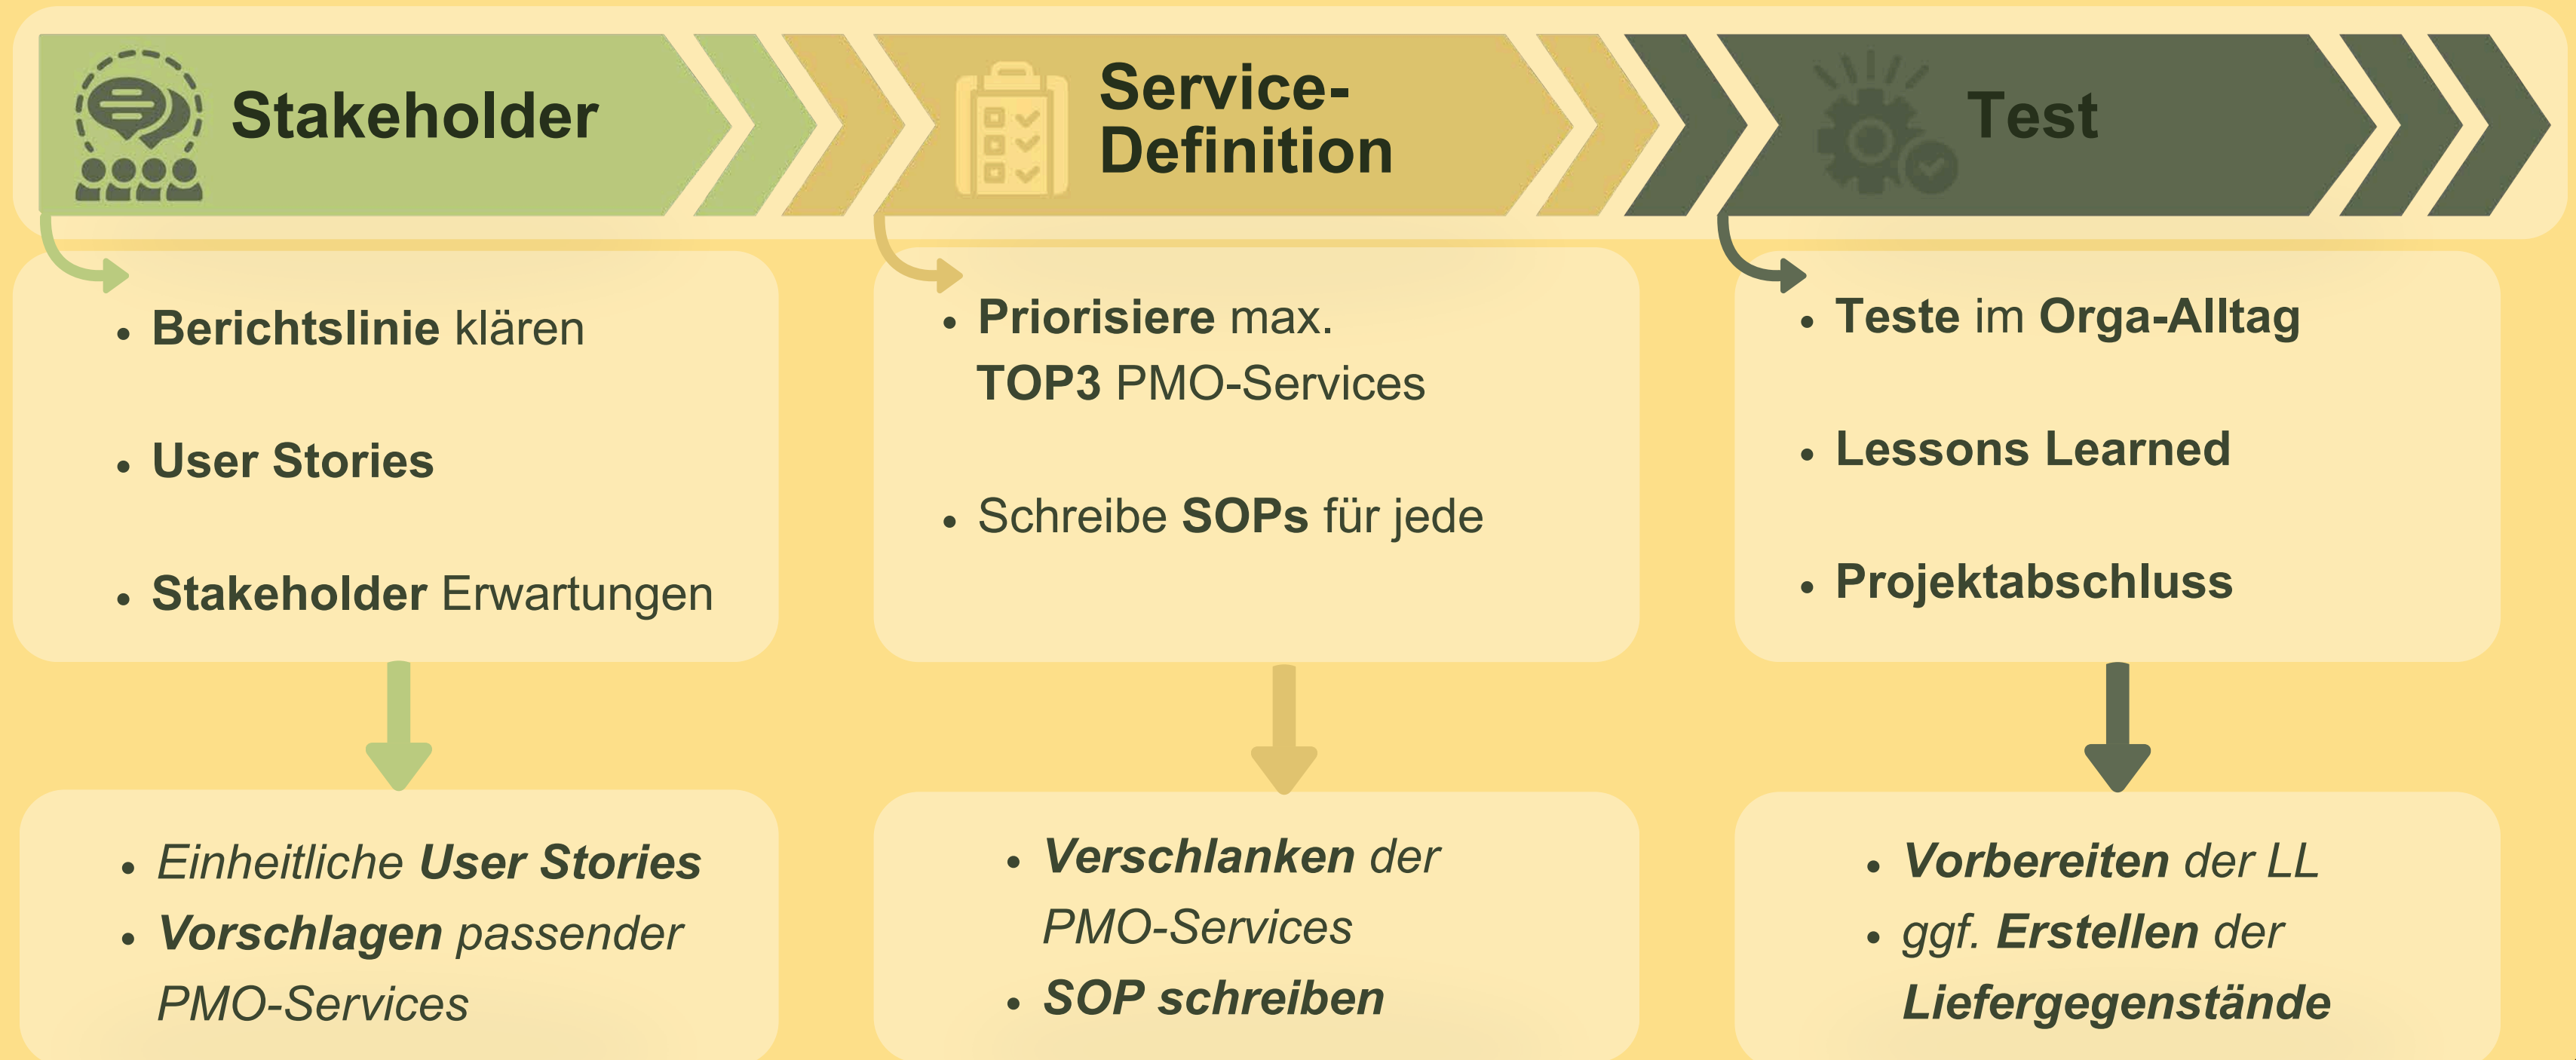 Stakeholder
Service-
Definition
Test
• Berichtslinie klären
• User Stories
• Stakeholder Erwartungen
• Priorisiere max.
TOP3 PMO-Services
• Schreibe SOPs für jede
• Teste im Orga-Alltag
• Lessons Learned
• Projektabschluss
• Einheitliche User Stories
• Vorschlagen passender
PMO-Services
• Verschlanken der
PMO-Services
• SOP schreiben
• Vorbereiten der LL
• ggf. Erstellen der
Liefergegenstände